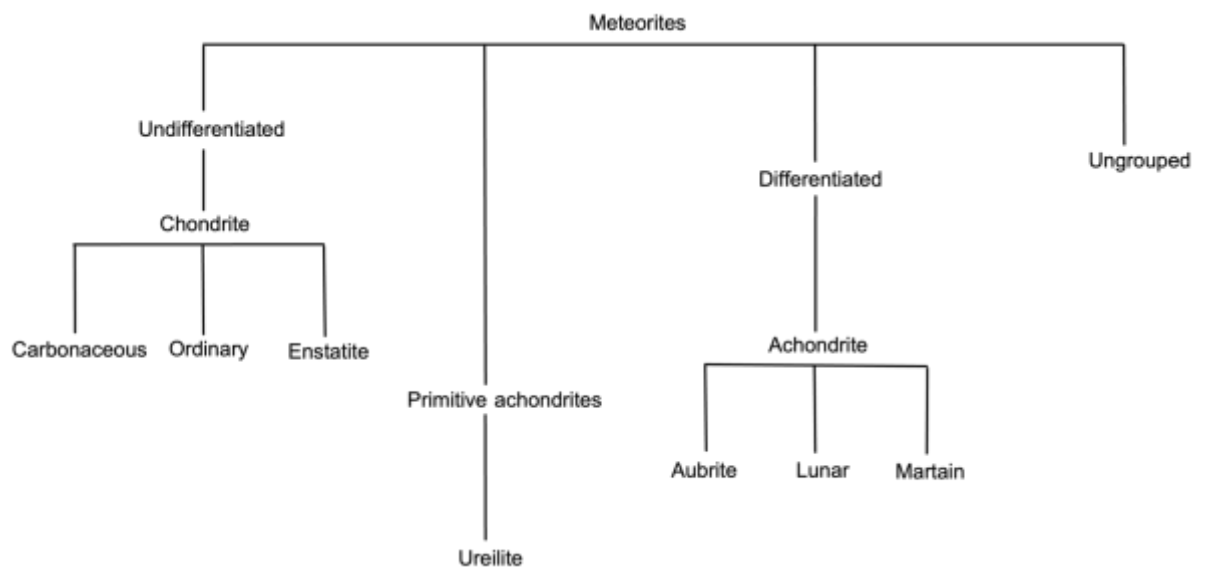 Meteorites
Undifferentiated
Ungrouped
Differentiated
Chondrite
Carbonaceous
Ordinary
Enstatite
Achondrite
Primitive achondrites
Aubrite
Lunar
Martain
Ureilite